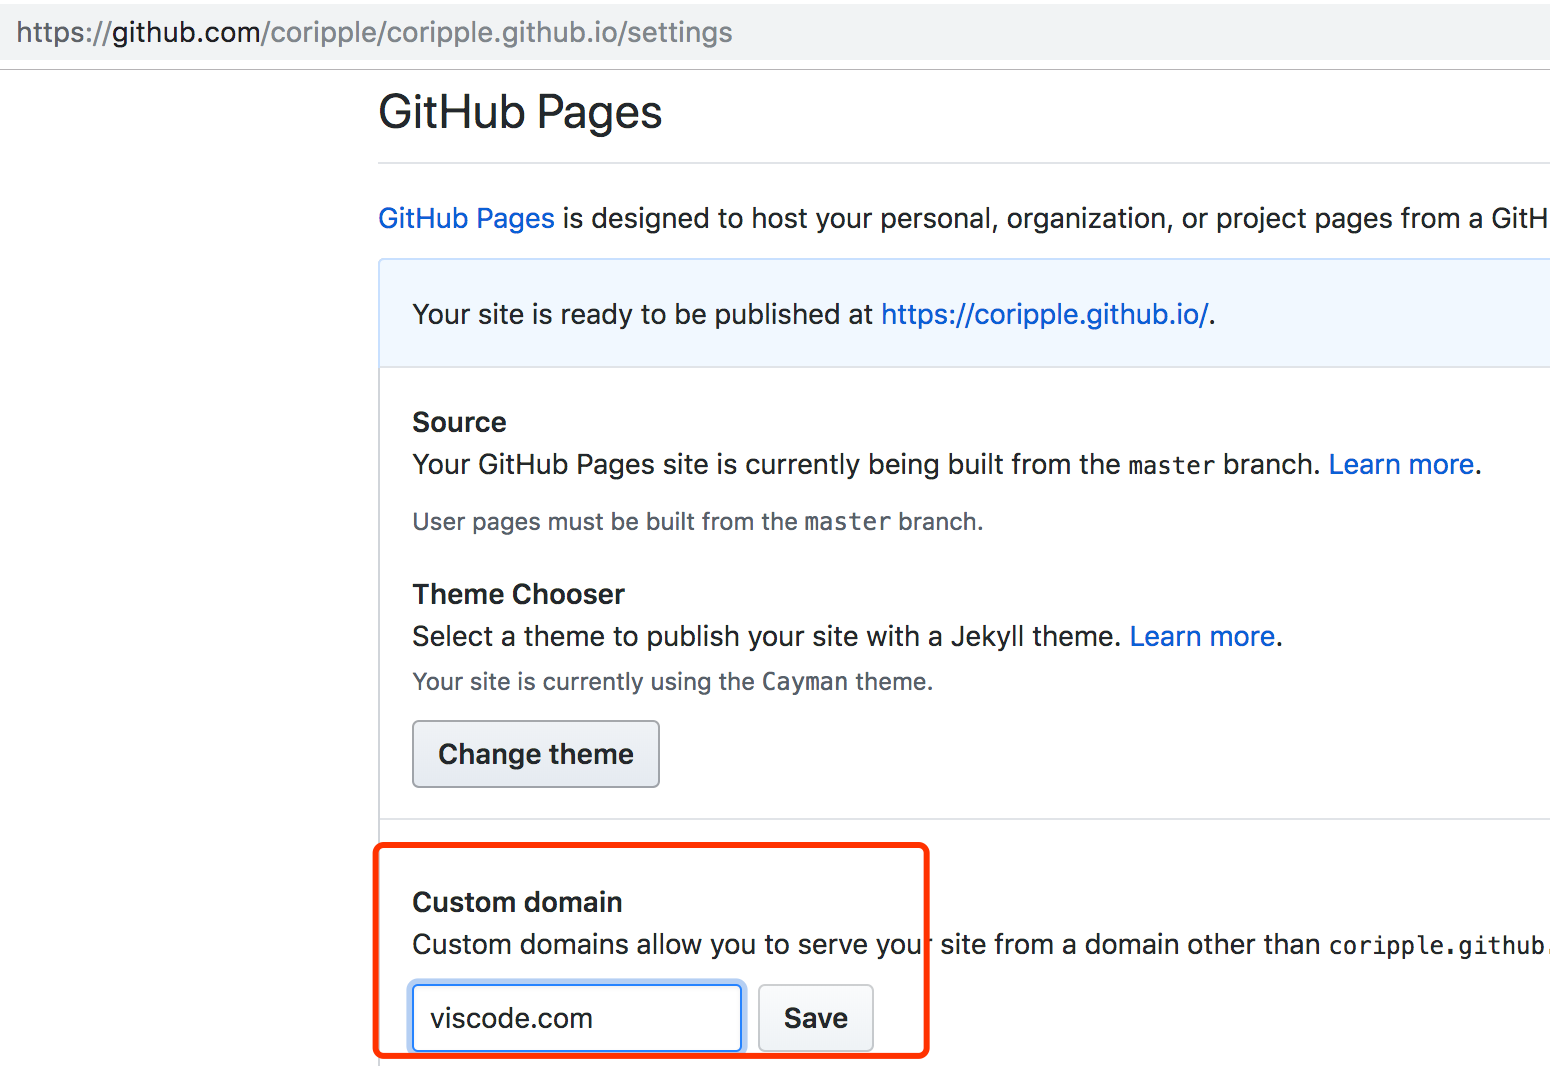 https://github.com/coripple/coripple.github.io/settings
GitHub Pages
GitHub Pages is designed to host your personal, organization, or project pages from a GitH
Your site is ready to be published at https://coripple.github.io/.
Source
Your GitHub Pages site is currently being built from the master branch. Learn more.
User pages must be built from the master branch.
Theme Chooser
Select a theme to publish your site with a Jekyll theme. Learn more.
Your site is currently using the Cayman theme.
Change theme
Custom domain
Custom domains allow you to serve your site from a domain other than coripple.github.
viscode.com Save